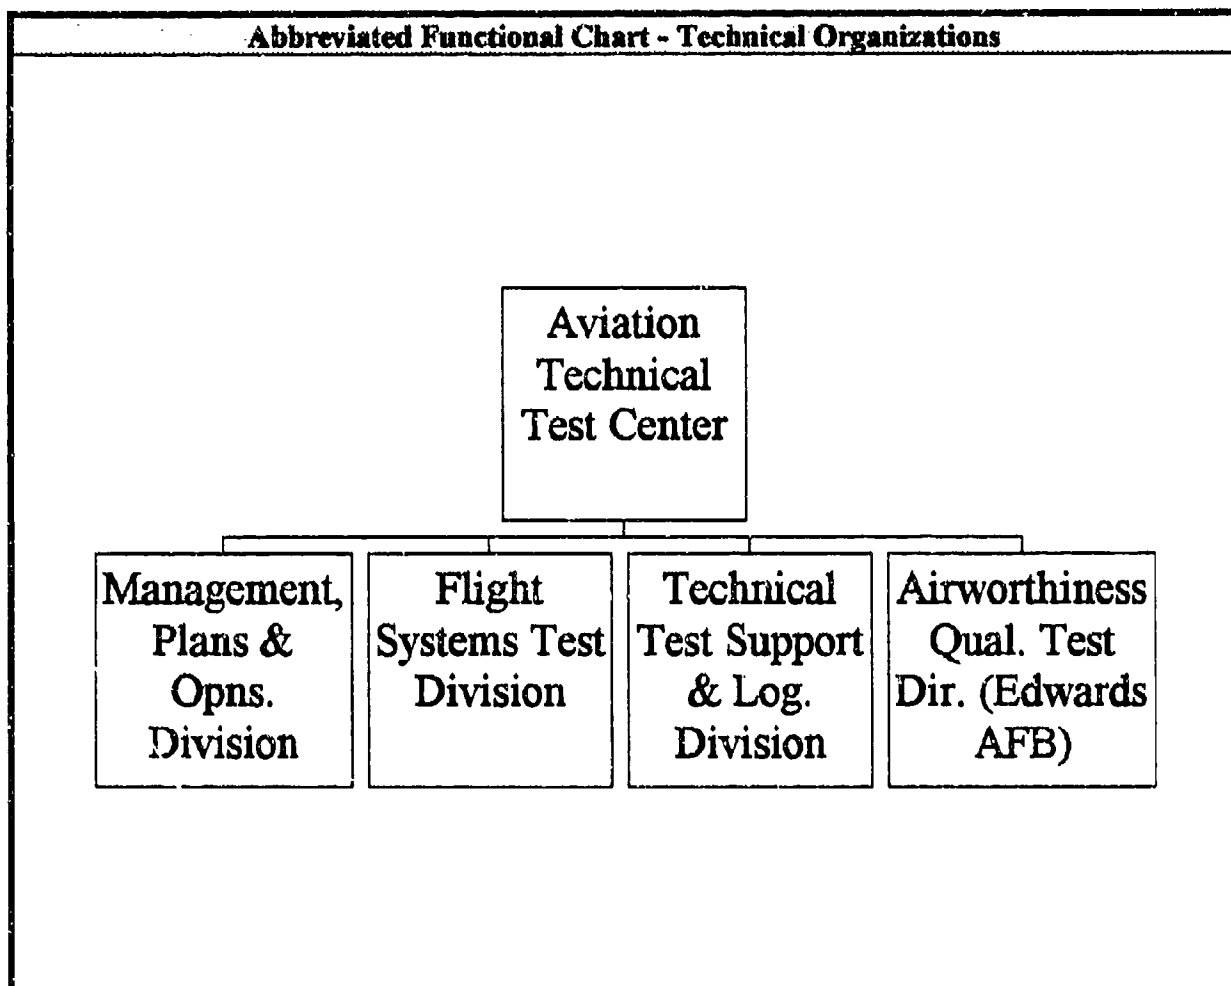 Abbreviated Functional Chart - Technical Organizations
Aviation
Technical
Test Center
Management,
Plans &
Opns.
Division
Flight
Systems Test
Division
Technical
Test Support
& Log.
Division
Airworthiness
Qual. Test
Dir. (Edwards
AFB)